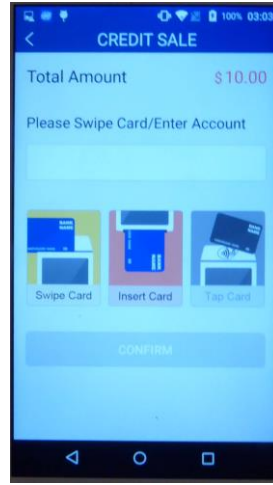 100% 03:03
CREDIT SALE
Total Amount $10.00
Please Swipe Card/Enter Account
Swipe Card Insert Card Tap Card
CONFIRM